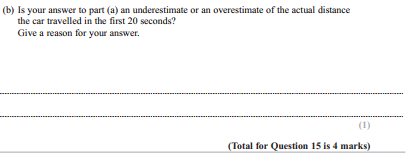 (b) Is your answer to part (a) an underestimate or an overestimate of the actual distance
the car travelled in the first 20 seconds?
Give a reason for your answer.
(1)
(Total for Question 15 is 4 marks)